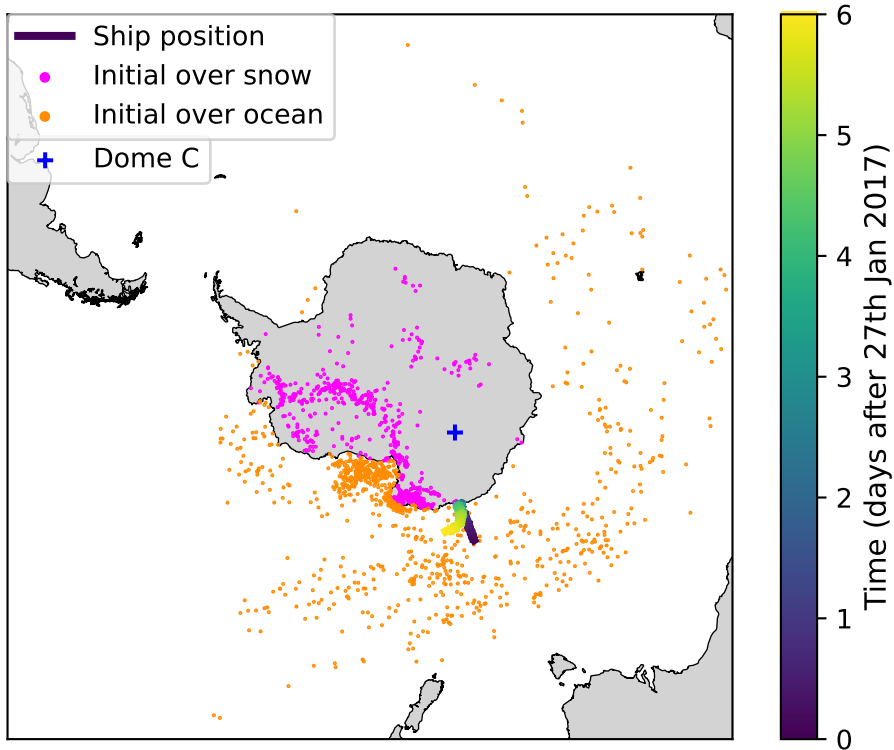 Ship position
Initial over snow
Initial over ocean
Dome C
6
5
4
3
2
1
0
Time (days after 27th Jan 2017)